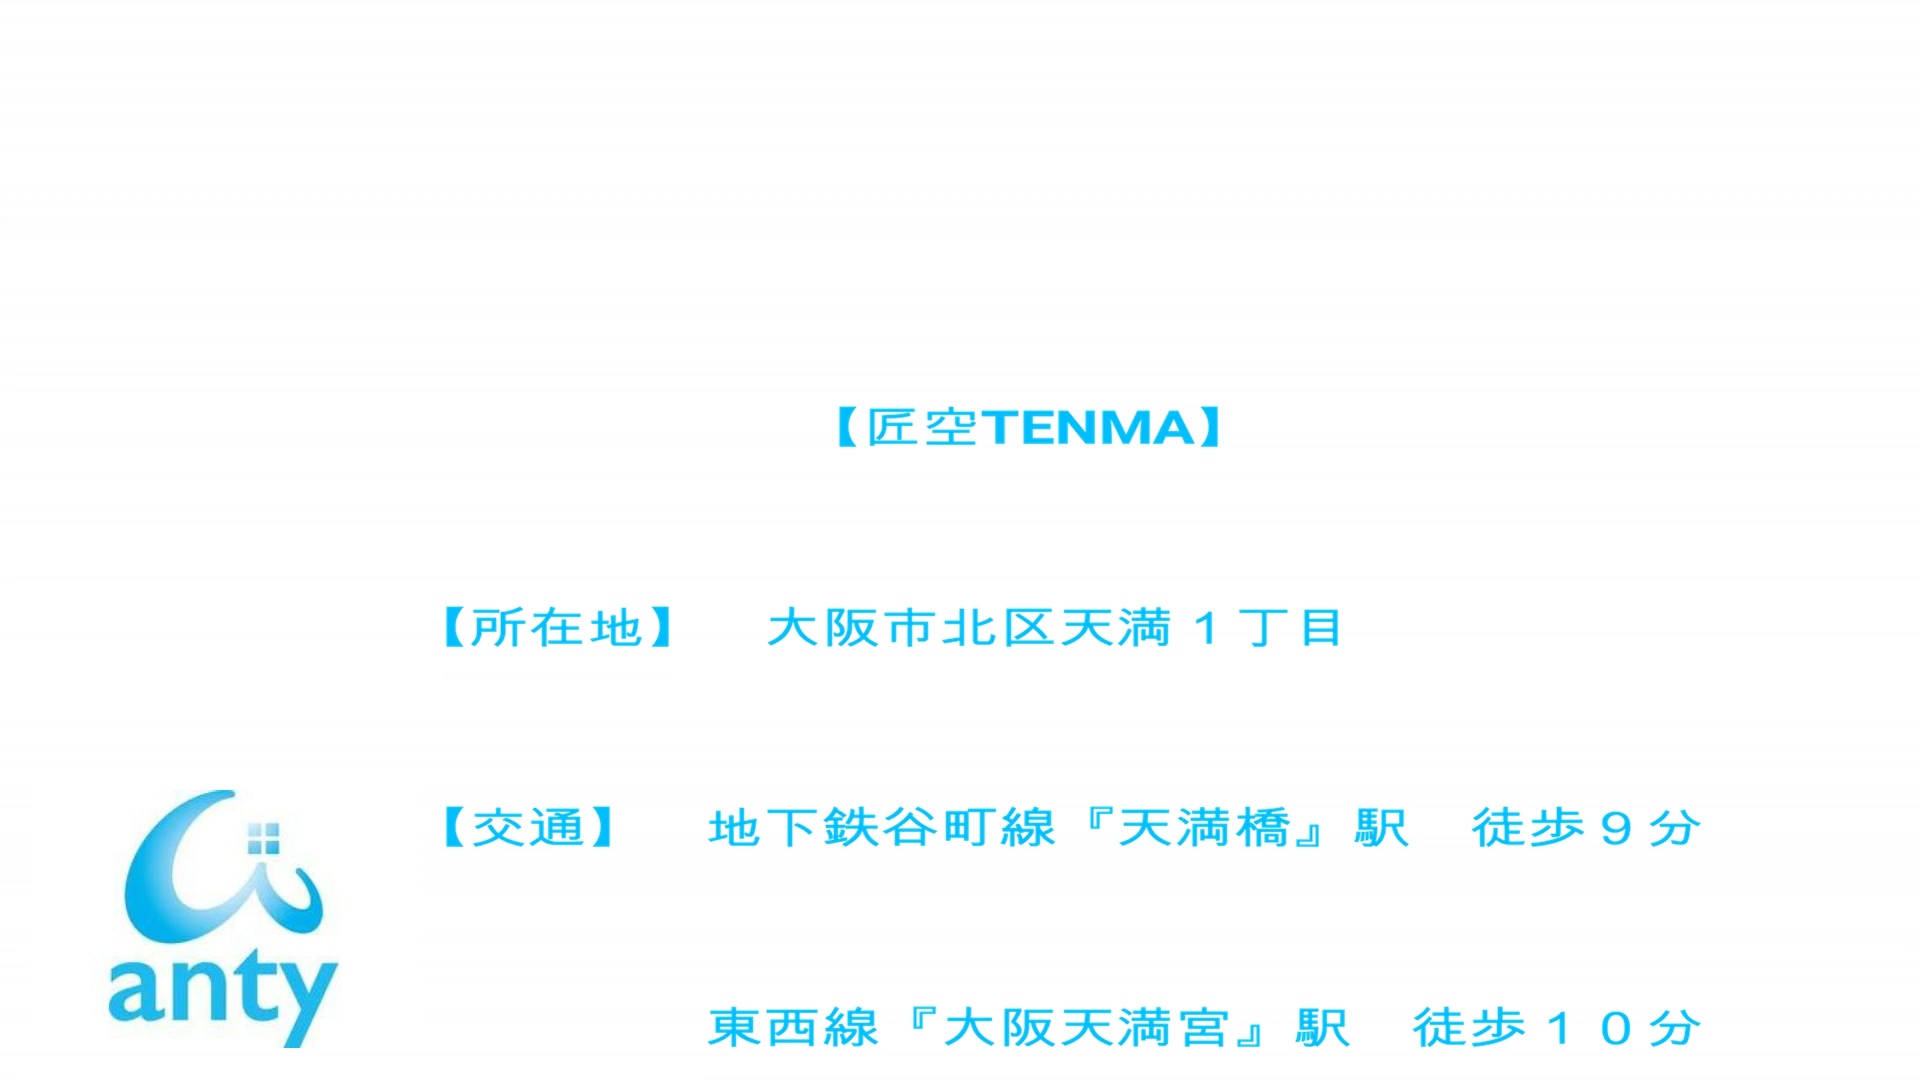 【匠空TENMA】
【所在地】　大阪市北区天満１丁目
【交通】　地下鉄谷町線『天満橋』駅　徒歩９分
anty
東西線『大阪天満宮』駅　徒歩１０分